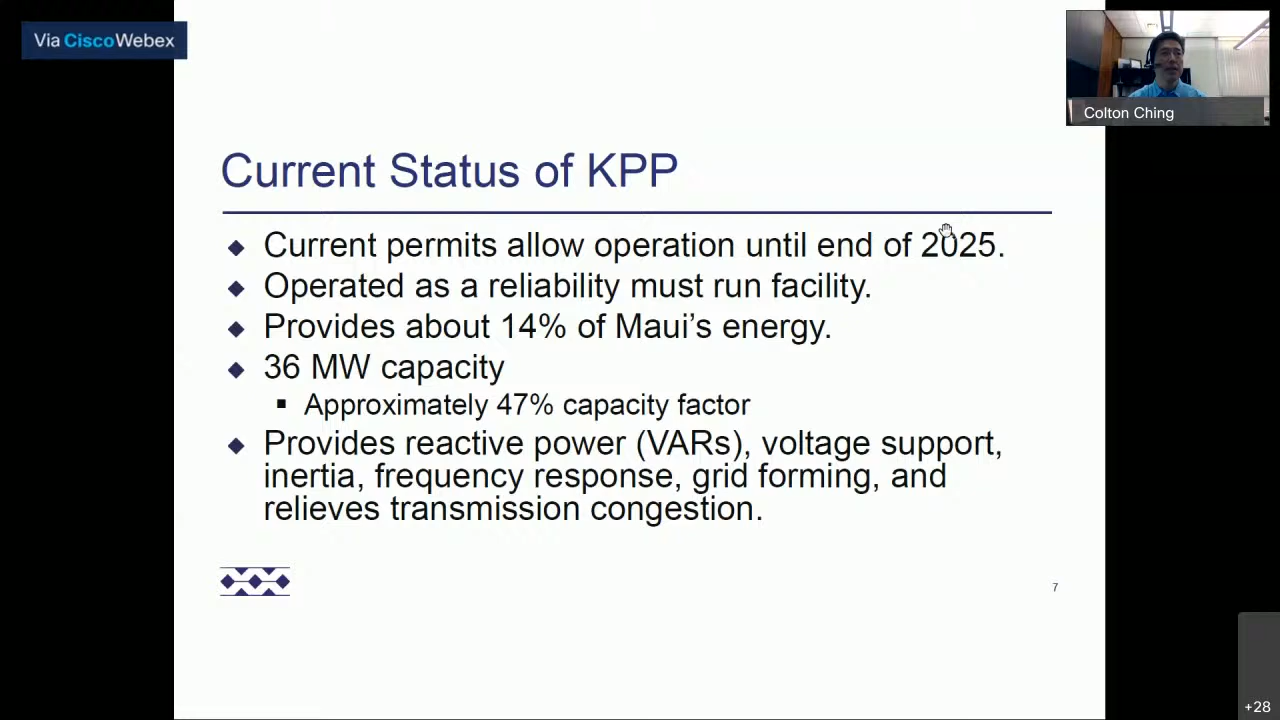 Via Cisco Webex
Colton Ching
Current Status of KPP
Current permits allow operation until end of 2025.
Operated as a reliability must run facility.
Provides about 14% of Maui’s energy.
36 MW capacity
Approximately 47% capacity factor
Provides reactive power (VARs), voltage support,
inertia, frequency response, grid forming, and
relieves transmission congestion.
7
+28